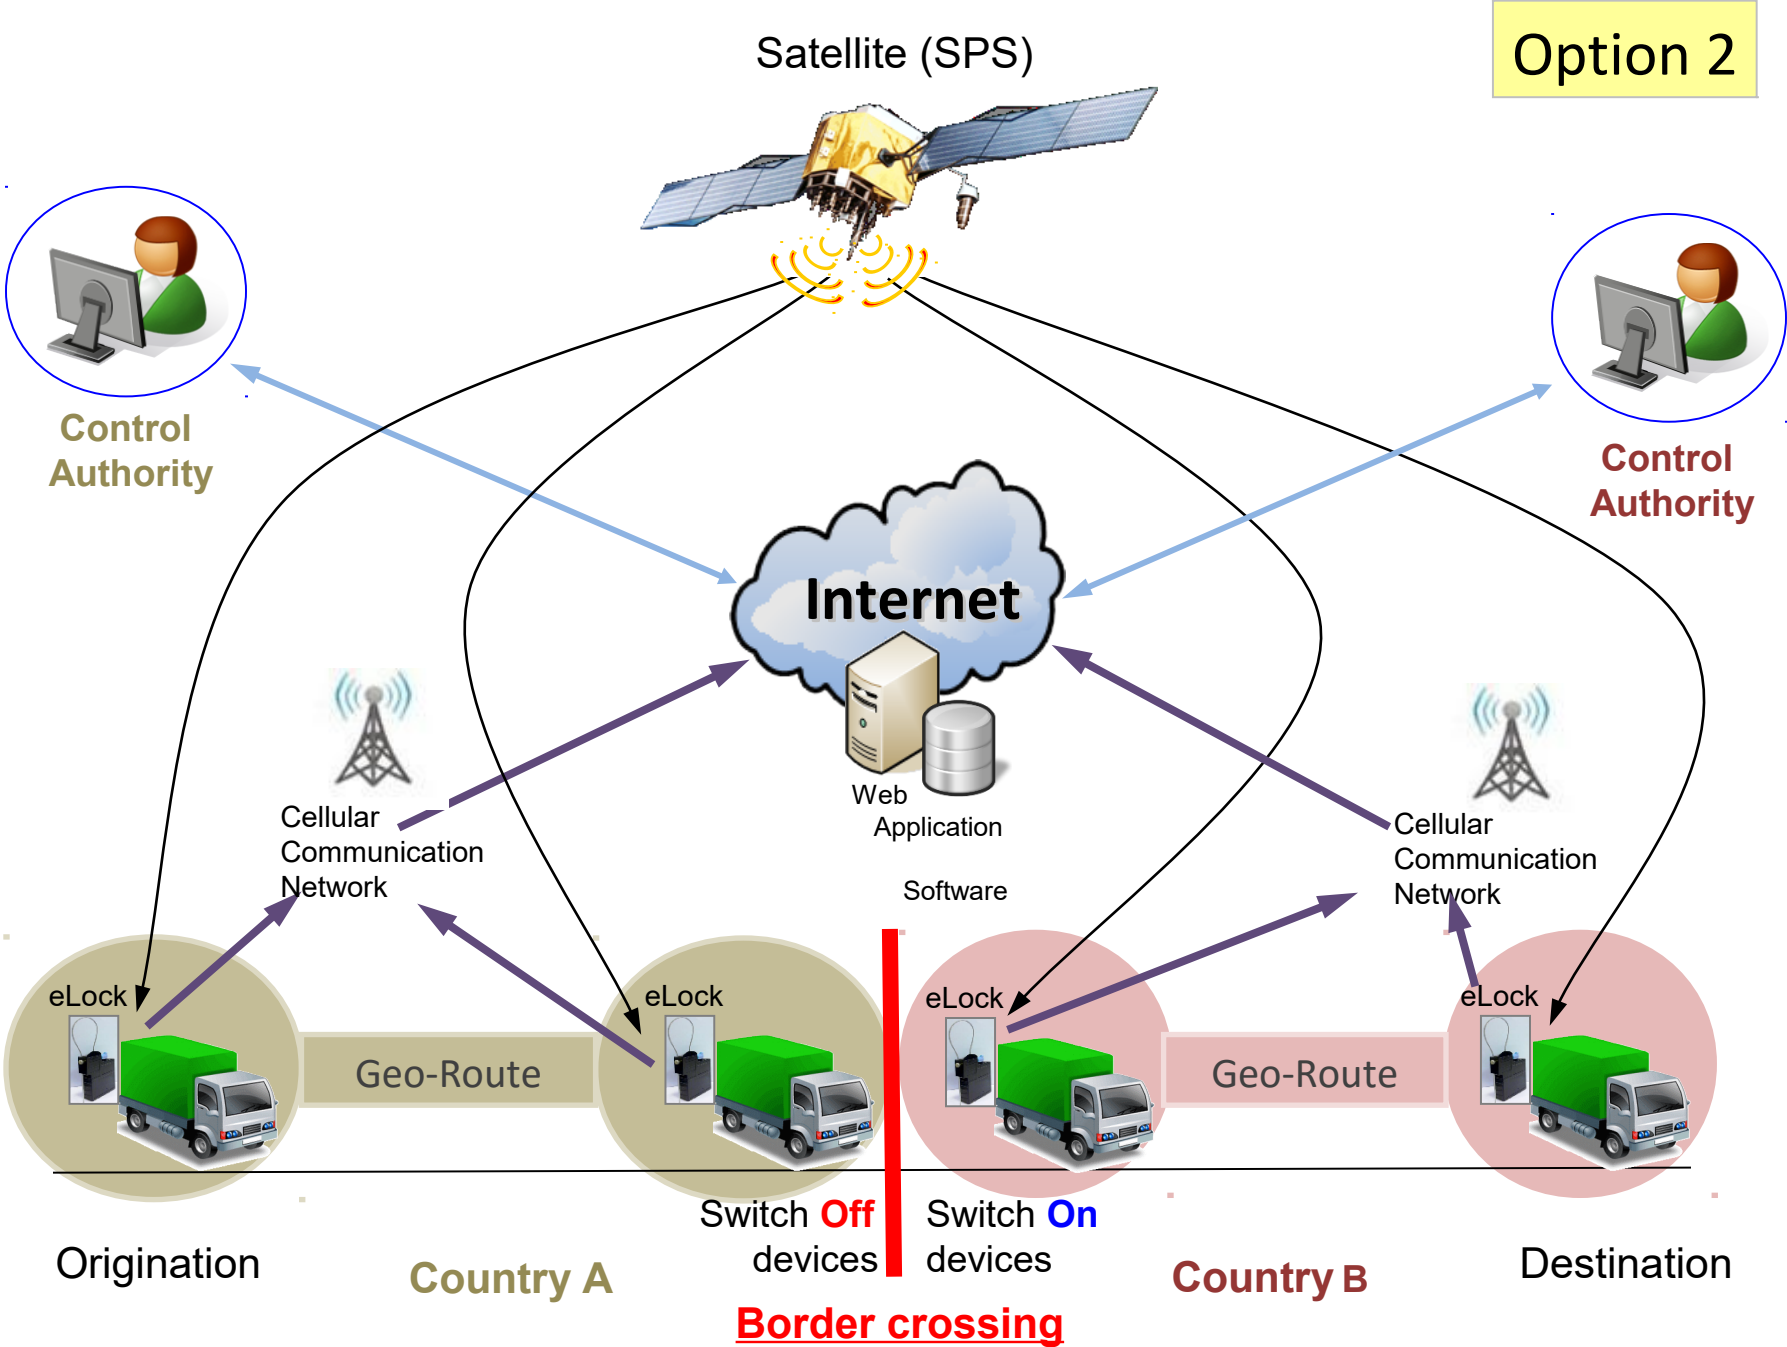 Satellite (SPS)
Option 2
Control
Authority
Control
Authority
Internet
Web
Application
Software
Cellular
Communication
Network
Cellular
Communication
Network
eLock
eLock
eLock
eLock
Geo-Route
Geo-Route
Switch Off
devices
Switch On
devices
Origination
Country A
Country B
Destination
Border crossing